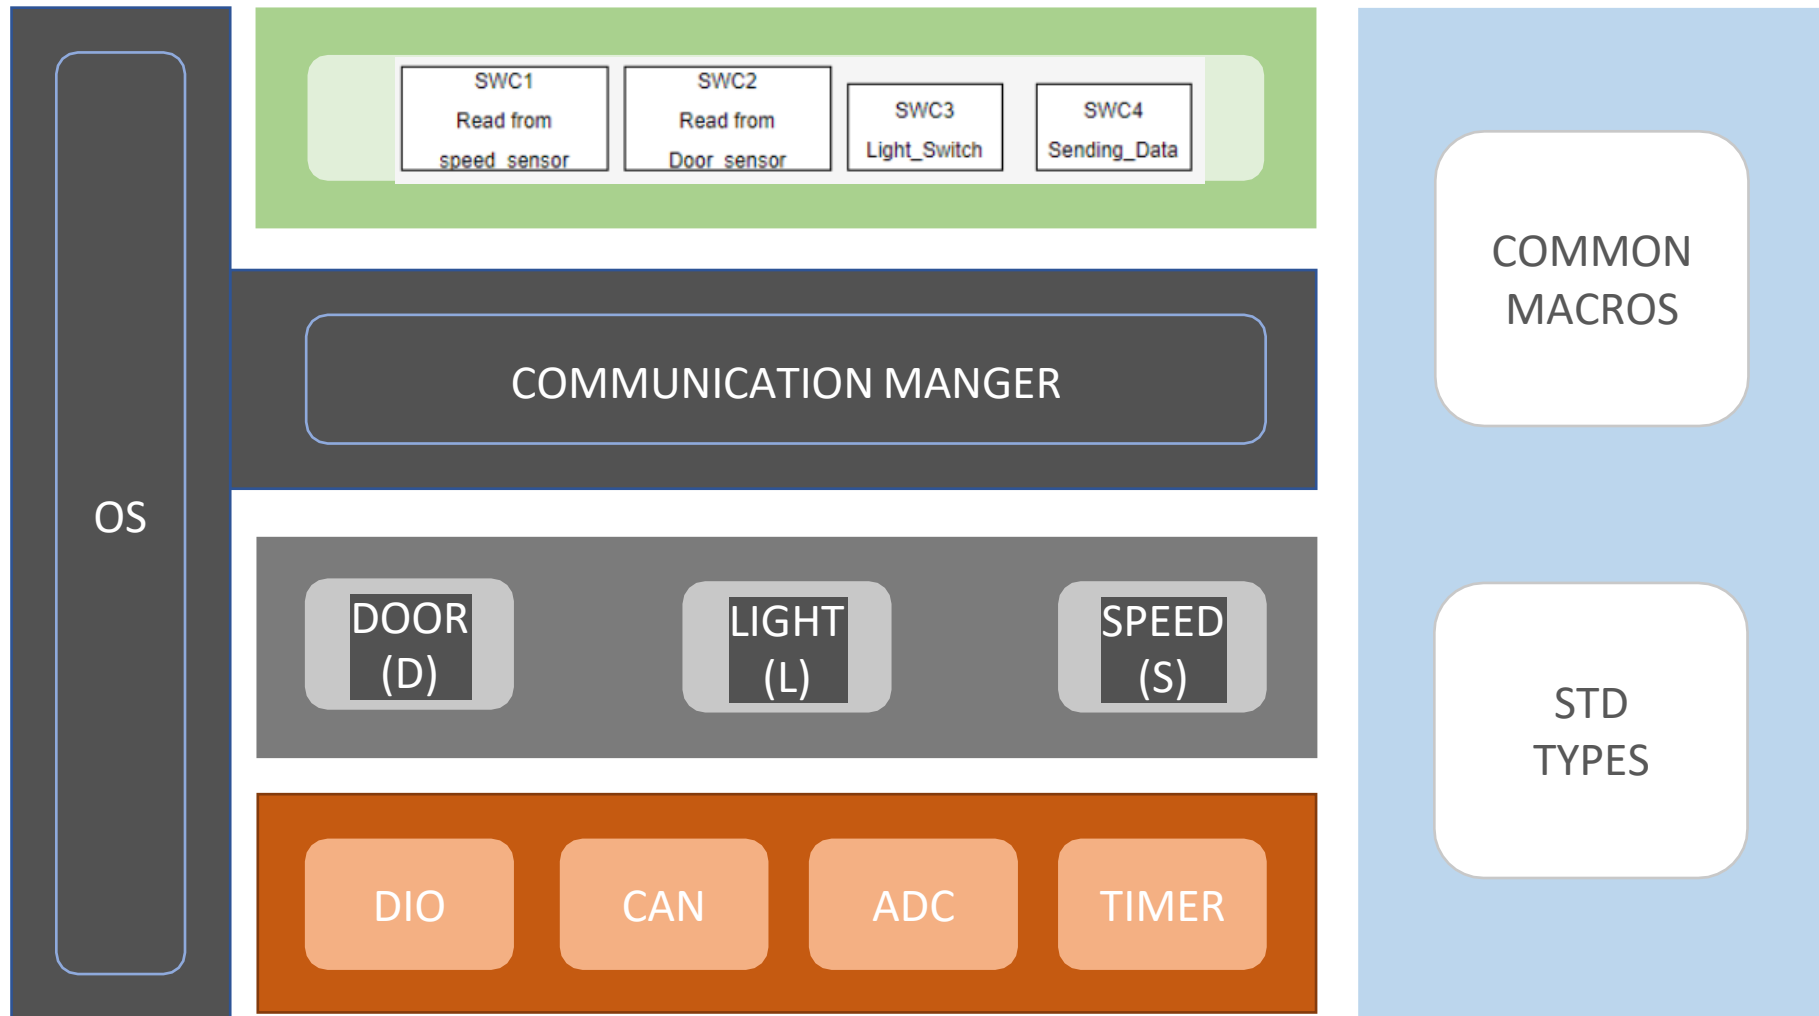 OS
SWC1
Read from
speed_sensor
SWC2
Read from
Door_sensor
SWC3
Light_Switch
SWC4
Sending_Data
COMMUNICATION MANGER
DOOR
(D)
LIGHT
(L)
SPEED
(S)
DIO
CAN
ADC
TIMER
COMMON
MACROS
STD
TYPES